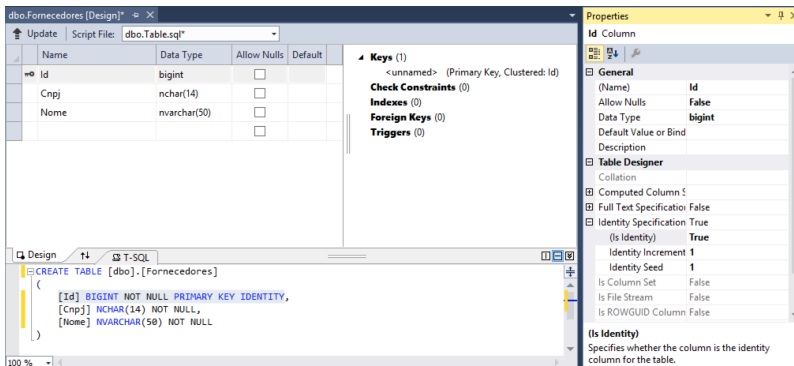 dbo.Fornecedores [Design]*
Update Script File: dbo.Table.sql*
Name Data Type Allow Nulls Default
Id bigint
Cnpj nchar(14)
Nome nvarchar(50)
Keys (1)
<unnamed> (Primary Key, Clustered: Id)
Check Constraints (0)
Indexes (0)
Foreign Keys (0)
Triggers (0)
Design T-SQL
CREATE TABLE [dbo].[Fornecedores]
(
[Id] BIGINT NOT NULL PRIMARY KEY IDENTITY,
[Cnpj] NCHAR(14) NOT NULL,
[Nome] NVARCHAR(50) NOT NULL
)
100 %
Properties
Id Column
General
(Name) Id
Allow Nulls False
Data Type bigint
Default Value or Bind
Description
Table Designer
Collation
Computed Column S
Full Text Specification False
Identity Specification True
(Is Identity) True
Identity Increment 1
Identity Seed 1
Is Column Set False
Is File Stream False
Is ROWGUID Column False
(Is Identity)
Specifies whether the column is the identity
column for the table.